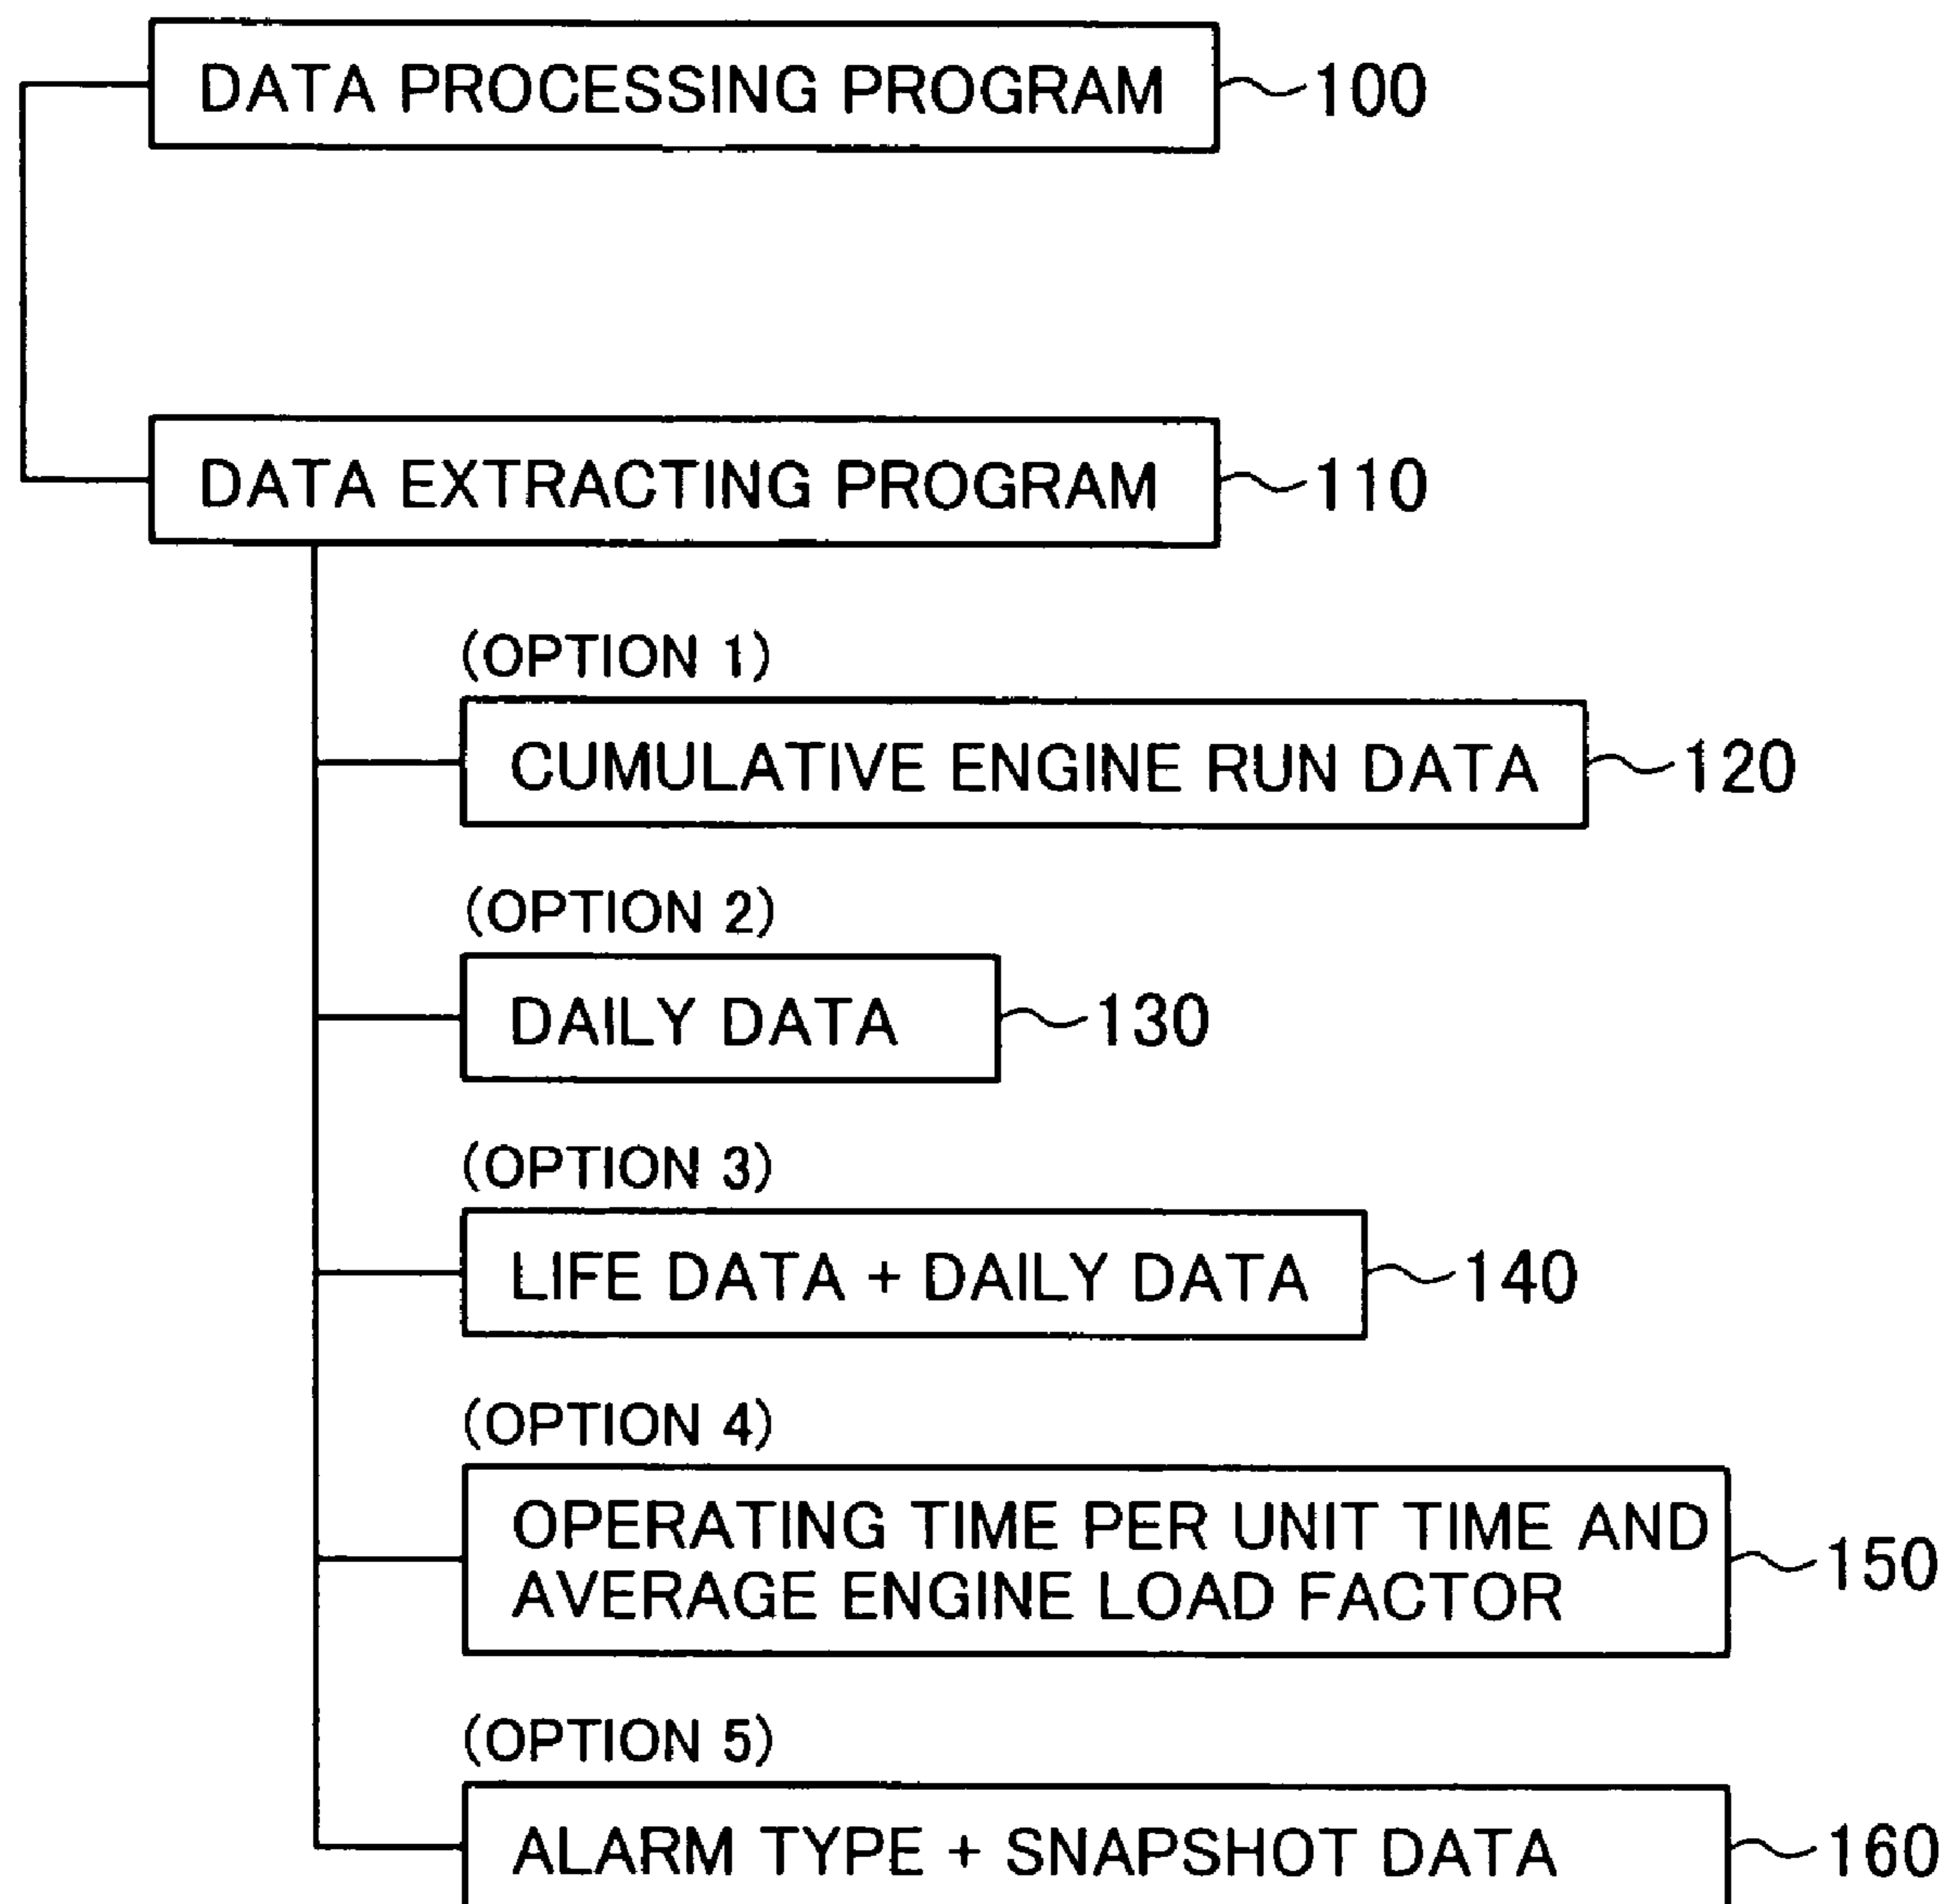 DATA PROCESSING PROGRAM 100
DATA EXTRACTING PROGRAM 110
(OPTION 1)
CUMULATIVE ENGINE RUN DATA 120
(OPTION 2)
DAILY DATA 130
(OPTION 3)
LIFE DATA + DAILY DATA 140
(OPTION 4)
OPERATING TIME PER UNIT TIME AND
AVERAGE ENGINE LOAD FACTOR 150
(OPTION 5)
ALARM TYPE + SNAPSHOT DATA 160